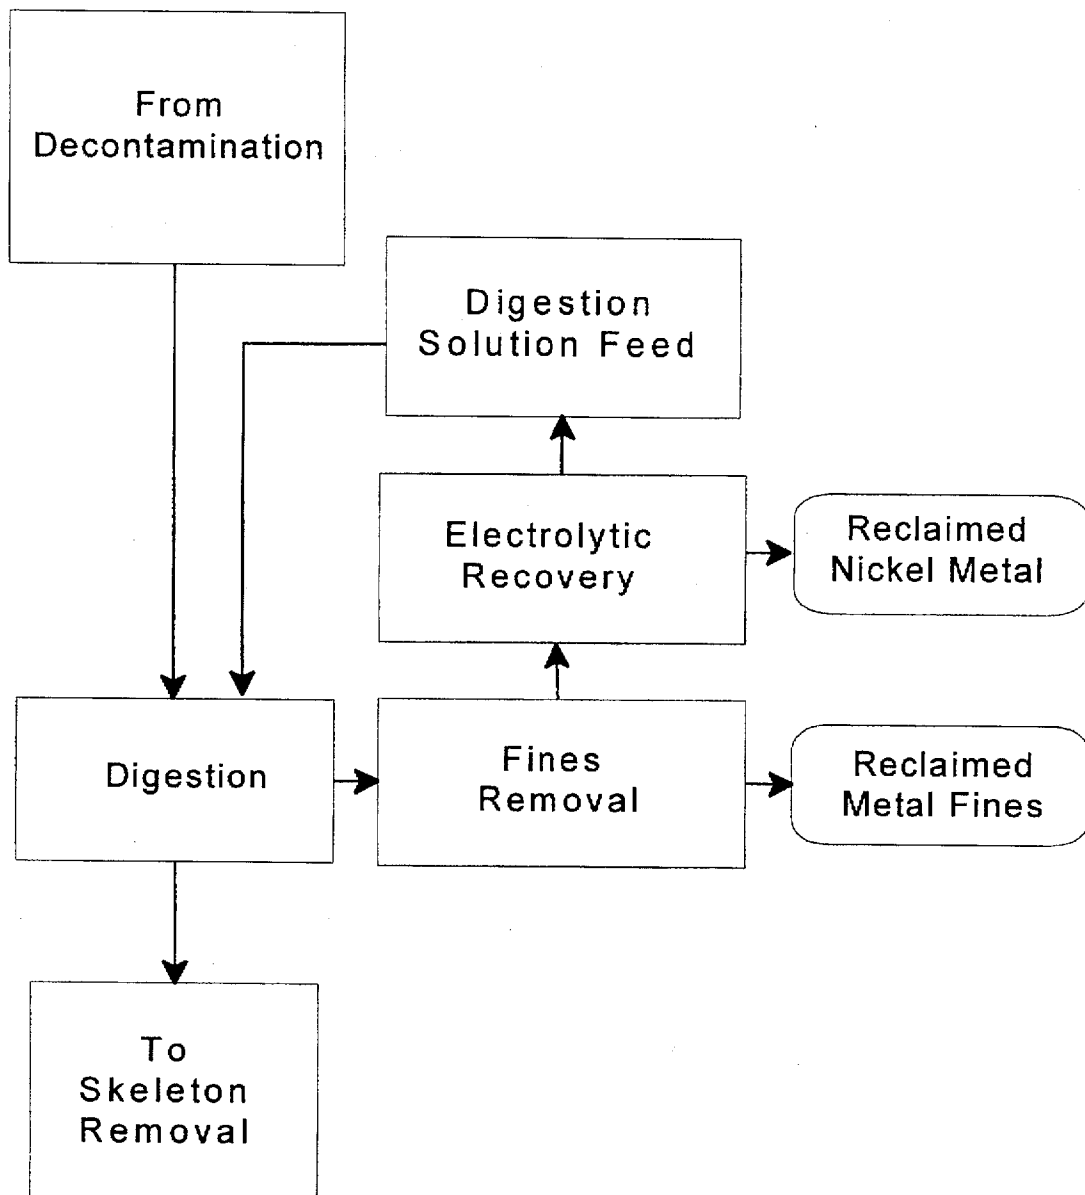 From
Decontamination
Digestion
Solution Feed
Electrolytic
Recovery
Reclaimed
Nickel Metal
Digestion
Fines
Removal
Reclaimed
Metal Fines
To
Skeleton
Removal